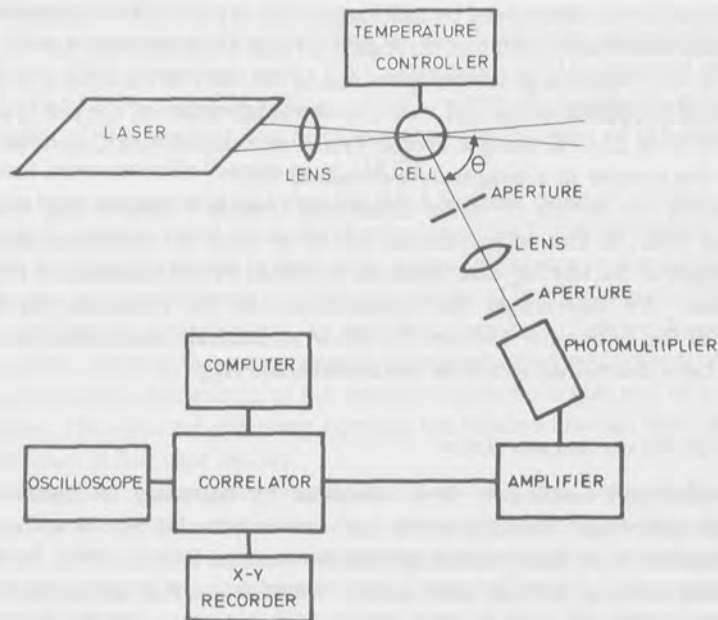 TEMPERATURE
CONTROLLER
LASER
LENS
CELL
θ
APERTURE
LENS
APERTURE
PHOTOMULTIPLIER
COMPUTER
OSCILLOSCOPE
CORRELATOR
AMPLIFIER
X-Y
RECORDER